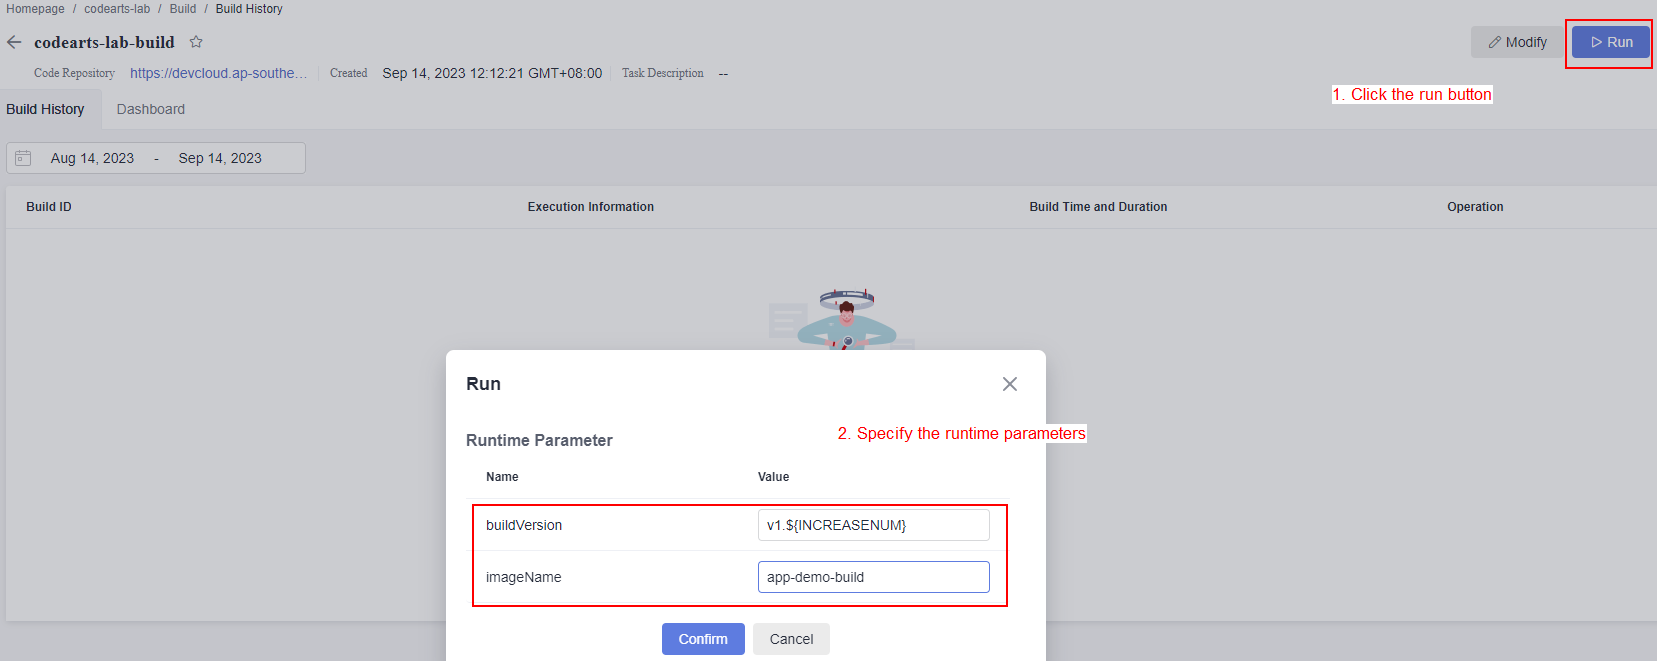 Homepage / codearts-lab / Build / Build History
codearts-lab-build
Modify
Run
Code Repository https://devcloud.ap-southe... Created Sep 14, 2023 12:12:21 GMT+08:00 Task Description --
1. Click the run button
Build History Dashboard
Aug 14, 2023 - Sep 14, 2023
Build ID Execution Information Build Time and Duration Operation
Run
2. Specify the runtime parameters
Runtime Parameter
Name Value
buildVersion v1.${INCREASENUM}
imageName app-demo-build
Confirm Cancel